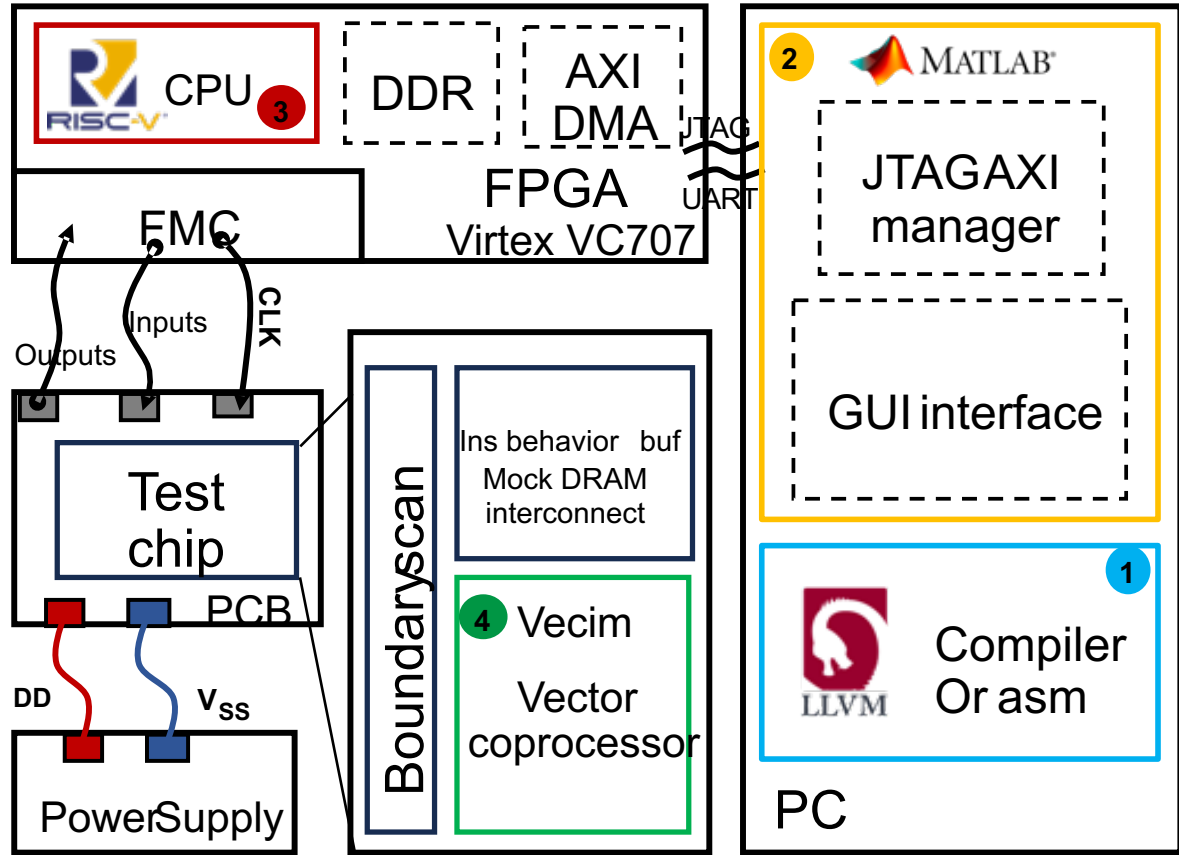 RISC-V
CPU
3
DDR
AXI
DMA
JTAG
UART
FPGA
Virtex VC707
FMC
Outputs
Inputs
CLK
Test
chip
PCB
DD
VSS
PowerSupply
Boundaryscan
Ins behavior buf
Mock DRAM
interconnect
4
Vecim
Vector
coprocessor
2
MATLAB
JTAGAXI
manager
GUI interface
1
LLVM
Compiler
Or asm
PC